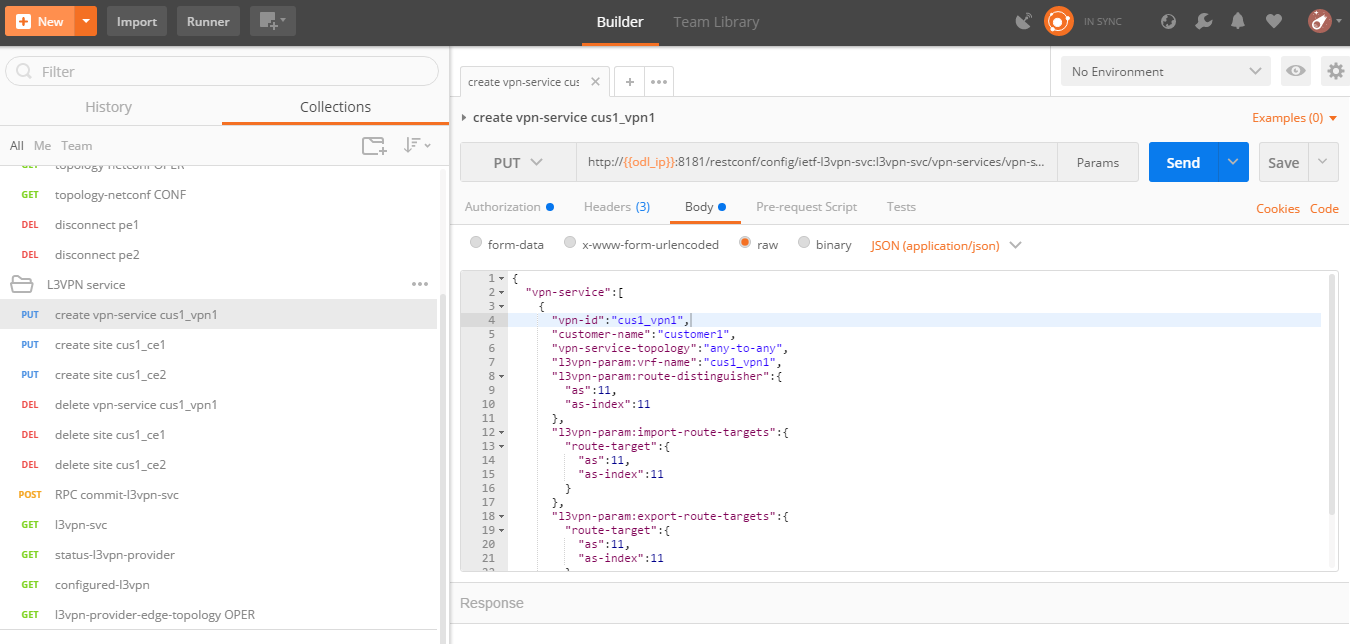 New Import Runner Builder Team Library IN SYNC
Filter
History Collections
All Me Team
topology-netconf CONF
GET topology-netconf OPER
GET topology-netconf CONF
DEL disconnect pe1
DEL disconnect pe2
L3VPN service
PUT create vpn-service cus1_vpn1
PUT create site cus1_ce1
PUT create site cus1_ce2
DEL delete vpn-service cus1_vpn1
DEL delete site cus1_ce1
DEL delete site cus1_ce2
POST RPC commit-l3vpn-svc
GET l3vpn-svc
GET status-l3vpn-provider
GET configured-l3vpn
GET l3vpn-provider-edge-topology OPER
create vpn-service cus No Environment
create vpn-service cus1_vpn1 Examples (0)
PUT http://{{odl_ip}}:8181/restconf/config/ietf-l3vpn-svc:l3vpn-svc/vpn-services/vpn-s... Params Send Save
Authorization Headers (3) Body Pre-request Script Tests Cookies Code
form-data x-www-form-urlencoded raw binary JSON (application/json)
1 {
2 "vpn-service":[
3 {
4 "vpn-id":"cus1_vpn1",
5 "customer-name":"customer1",
6 "vpn-service-topology":"any-to-any",
7 "l3vpn-param:vrf-name":"cus1_vpn1",
8 "l3vpn-param:route-distinguisher":{
9 "as":11,
10 "as-index":11
11 },
12 "l3vpn-param:import-route-targets":{
13 "route-target":{
14 "as":11,
15 "as-index":11
16 }
17 },
18 "l3vpn-param:export-route-targets":{
19 "route-target":{
20 "as":11,
21 "as-index":11
Response